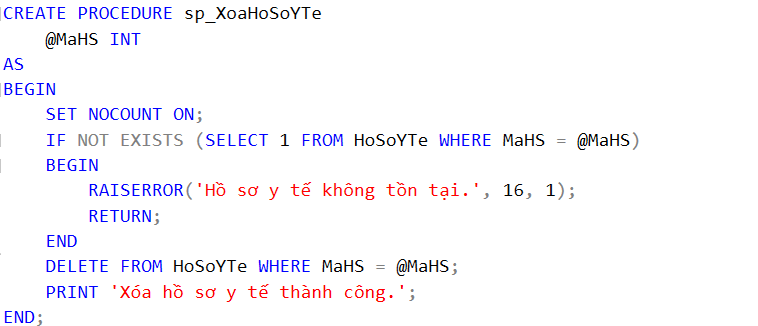 CREATE PROCEDURE sp_XoaHoSoYTe
    @MaHS INT
AS
BEGIN
    SET NOCOUNT ON;
    IF NOT EXISTS (SELECT 1 FROM HoSoYTe WHERE MaHS = @MaHS)
    BEGIN
        RAISERROR('Hồ sơ y tế không tồn tại.', 16, 1);
        RETURN;
    END
    DELETE FROM HoSoYTe WHERE MaHS = @MaHS;
    PRINT 'Xóa hồ sơ y tế thành công.';
END;